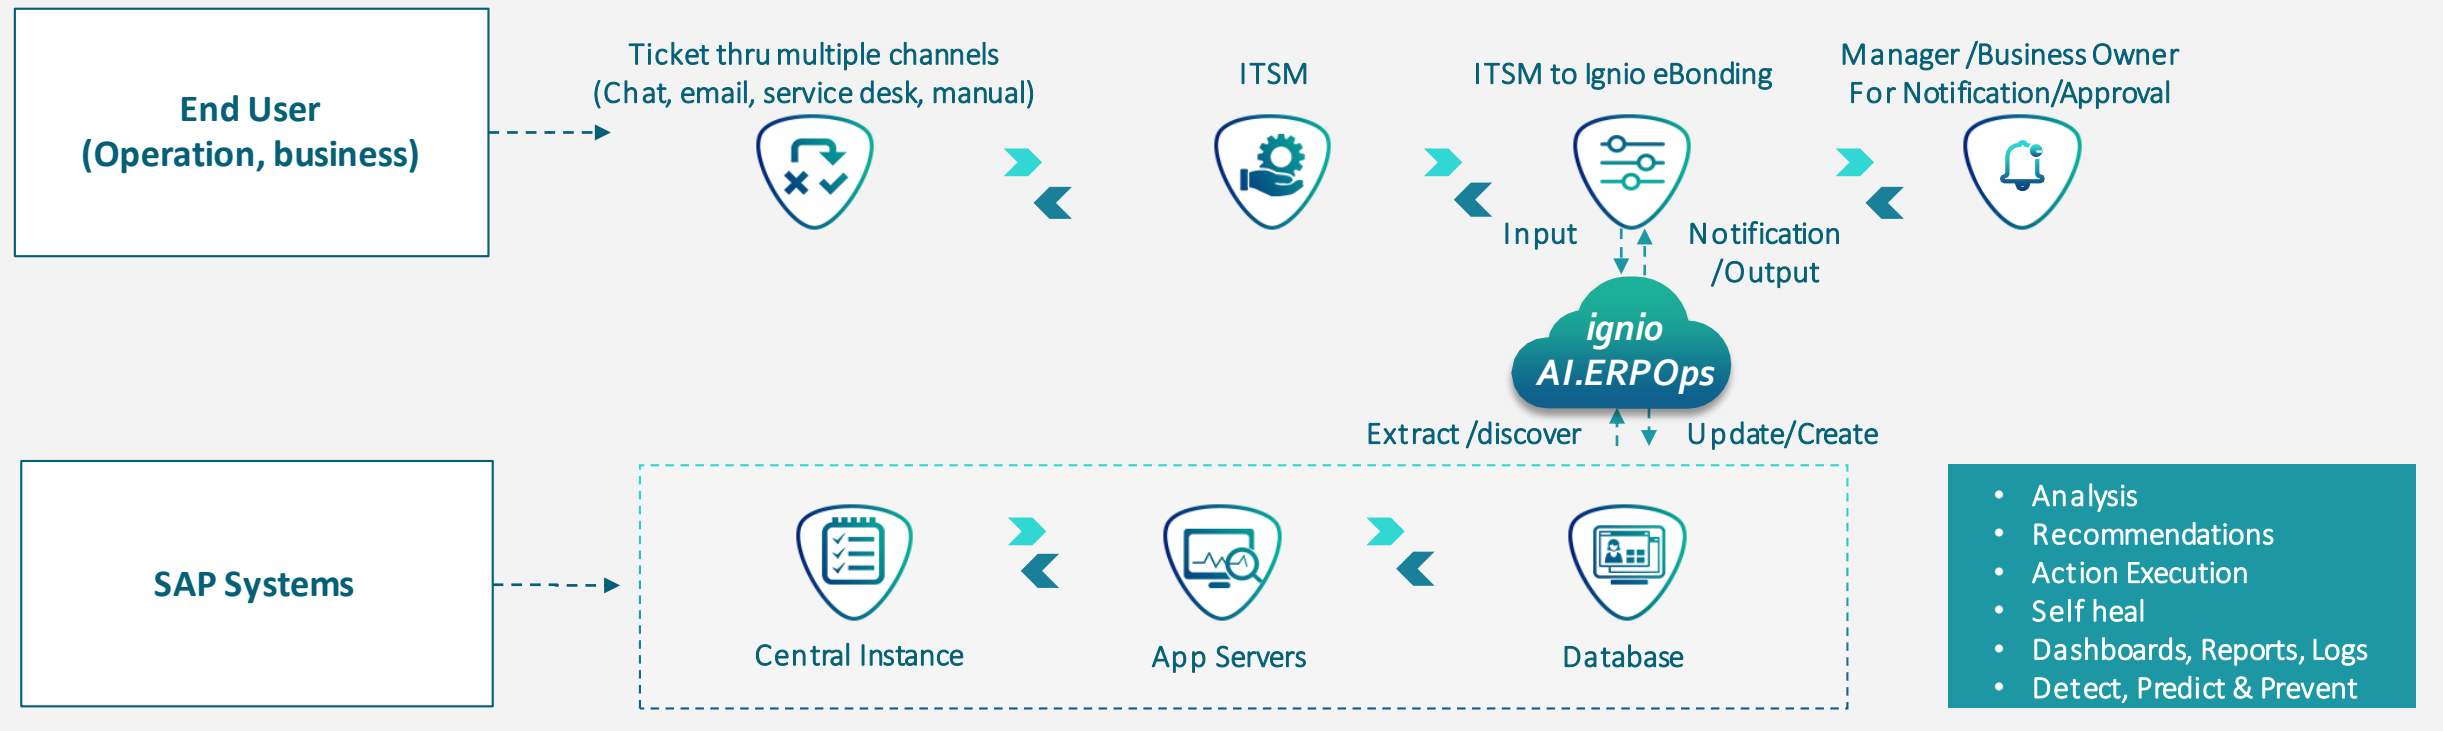 End User
(Operation, business)
Ticket thru multiple channels
(Chat, email, service desk, manual)
ITSM
ITSM to Ignio eBonding
Manager /Business Owner
For Notification/Approval
Input
Notification
/Output
ignio
AI.ERPOps
Extract /discover
Update/Create
SAP Systems
Central Instance
App Servers
Database
• Analysis
• Recommendations
• Action Execution
• Self heal
• Dashboards, Reports, Logs
• Detect, Predict & Prevent